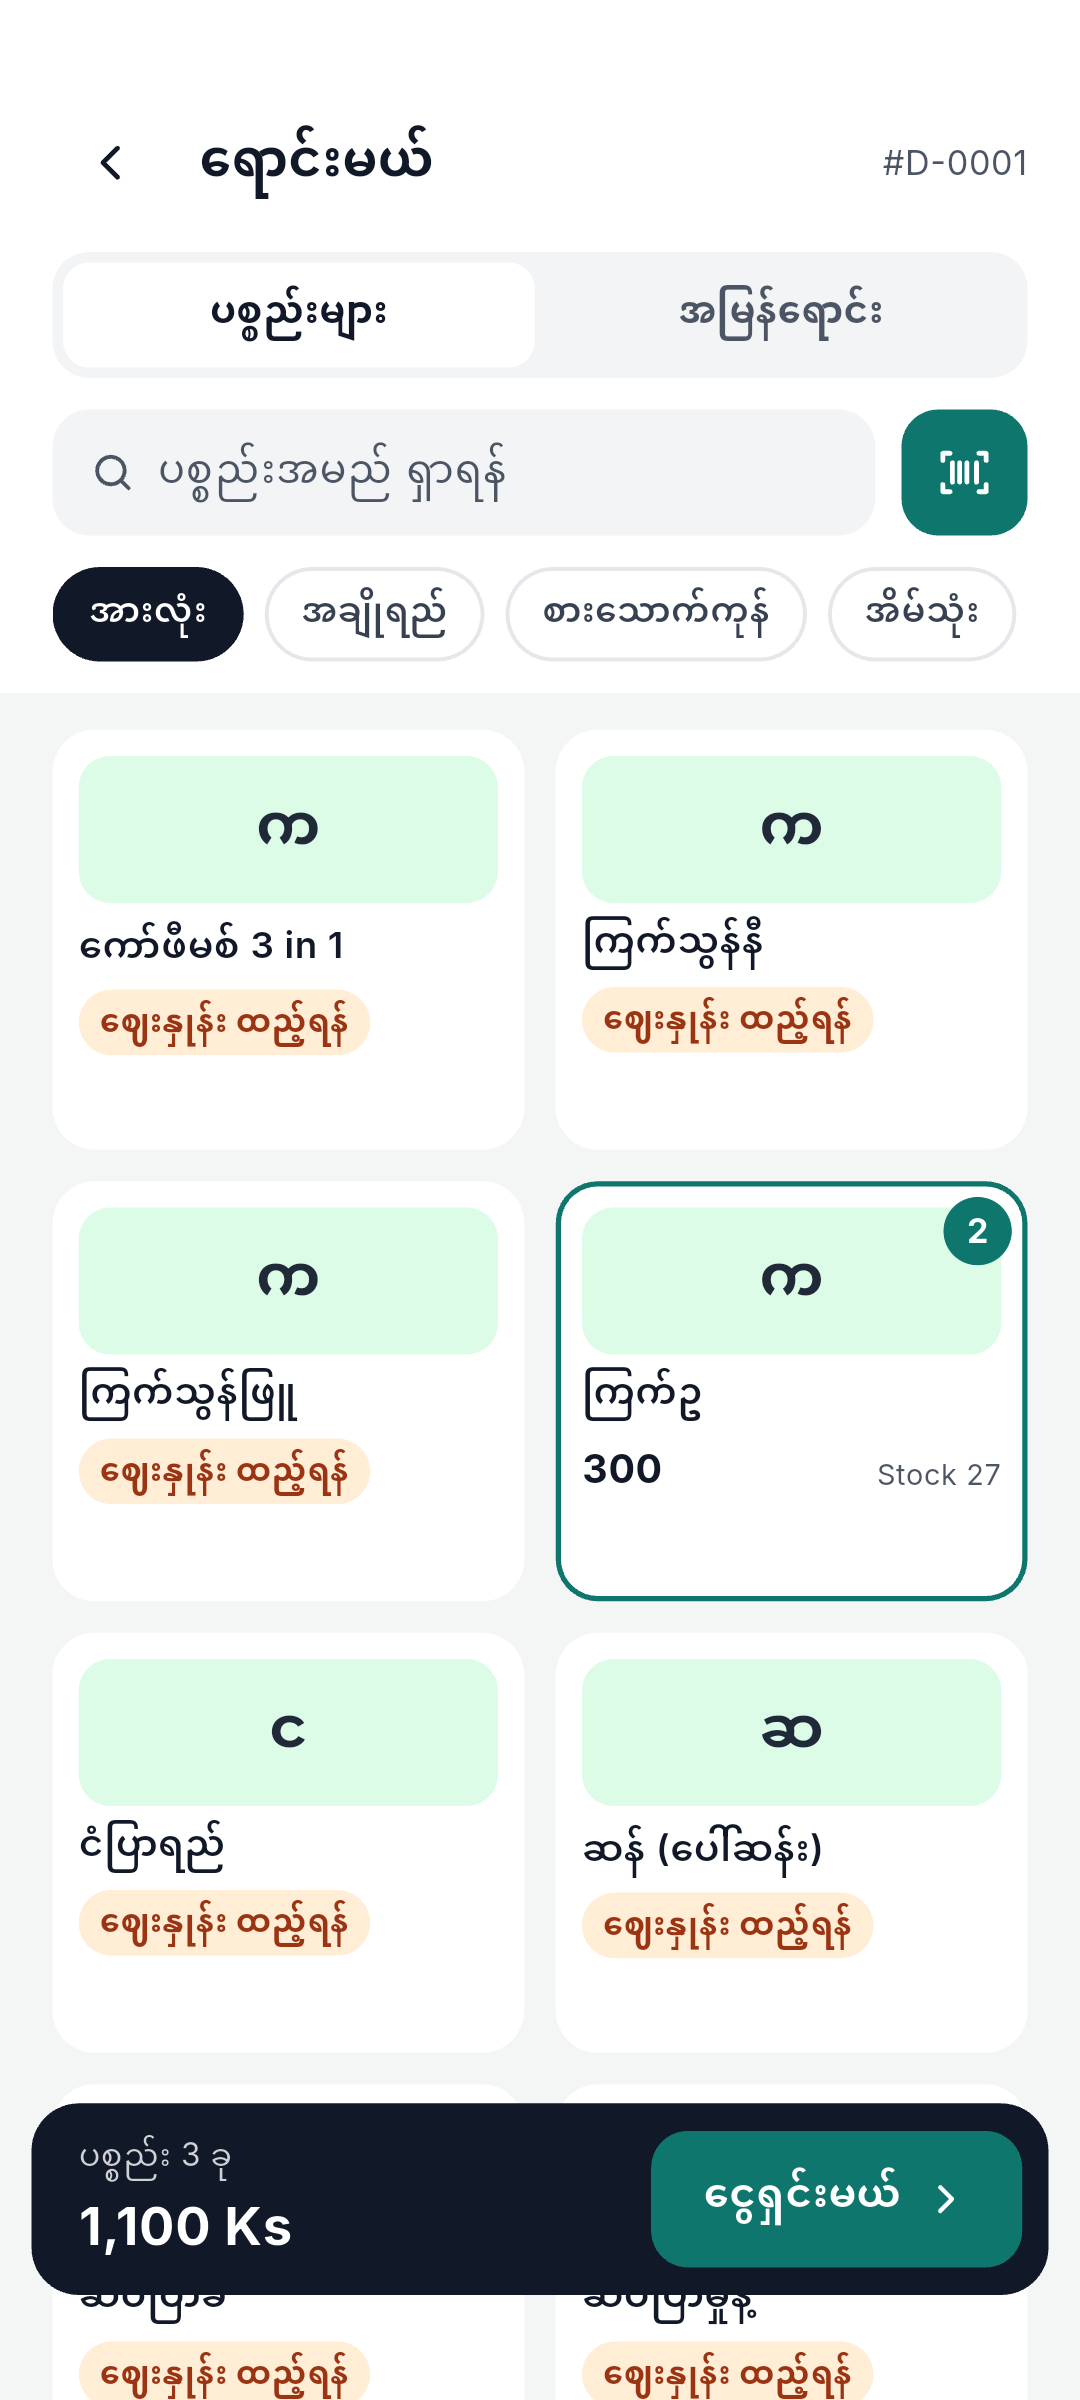 ရောင်းမယ်
#D-0001
ပစ္စည်းများ
အမြန်ရောင်း
ပစ္စည်းအမည် ရှာရန်
အားလုံး
အချိုရည်
စားသောက်ကုန်
အိမ်သုံး
က
က
ကော်ဖီမစ် 3 in 1
ကြက်သွန်နီ
ဈေးနှုန်း ထည့်ရန်
ဈေးနှုန်း ထည့်ရန်
က
က
2
ကြက်သွန်ဖြူ
ကြက်ဥ
ဈေးနှုန်း ထည့်ရန်
300
Stock 27
င
ဆ
ငံပြာရည်
ဆန် (ပေါ်ဆန်း)
ဈေးနှုန်း ထည့်ရန်
ဈေးနှုန်း ထည့်ရန်
ပစ္စည်း 3 ခု
1,100 Ks
ငွေရှင်းမယ်
ဈေးနှုန်း ထည့်ရန်
ဈေးနှုန်း ထည့်ရန်